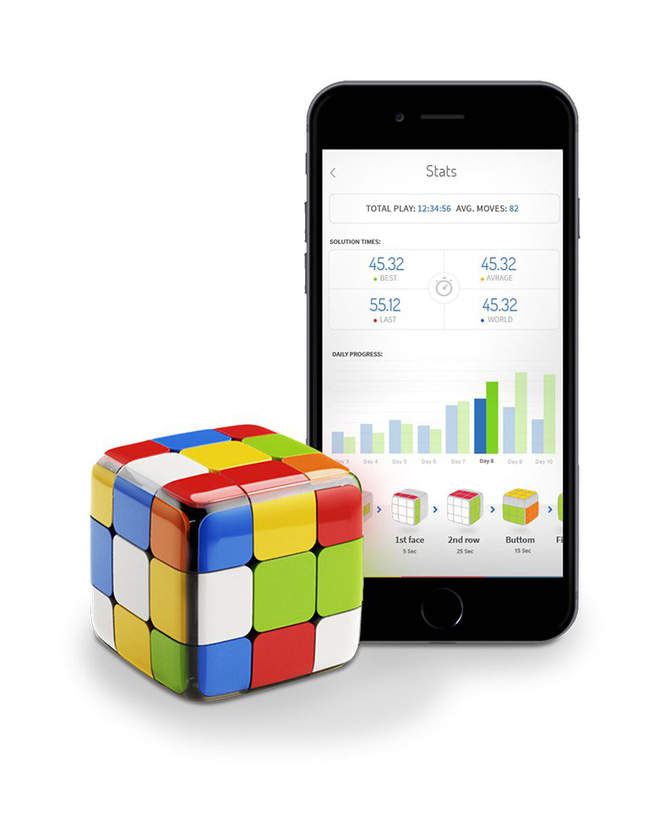 Stats
TOTAL PLAY: 12:34:56 AVG. MOVES: 82
SOLUTION TIMES:
45.32 45.32
BEST AVRAGE
55.12 45.32
LAST WORLD
DAILY PROGRESS:
Day 3 Day 4 Day 5 Day 6 Day 7 Day 8 Day 9 Day 10
1st face 2nd row Buttom Fi
5 Sec 25 Sec 15 Sec